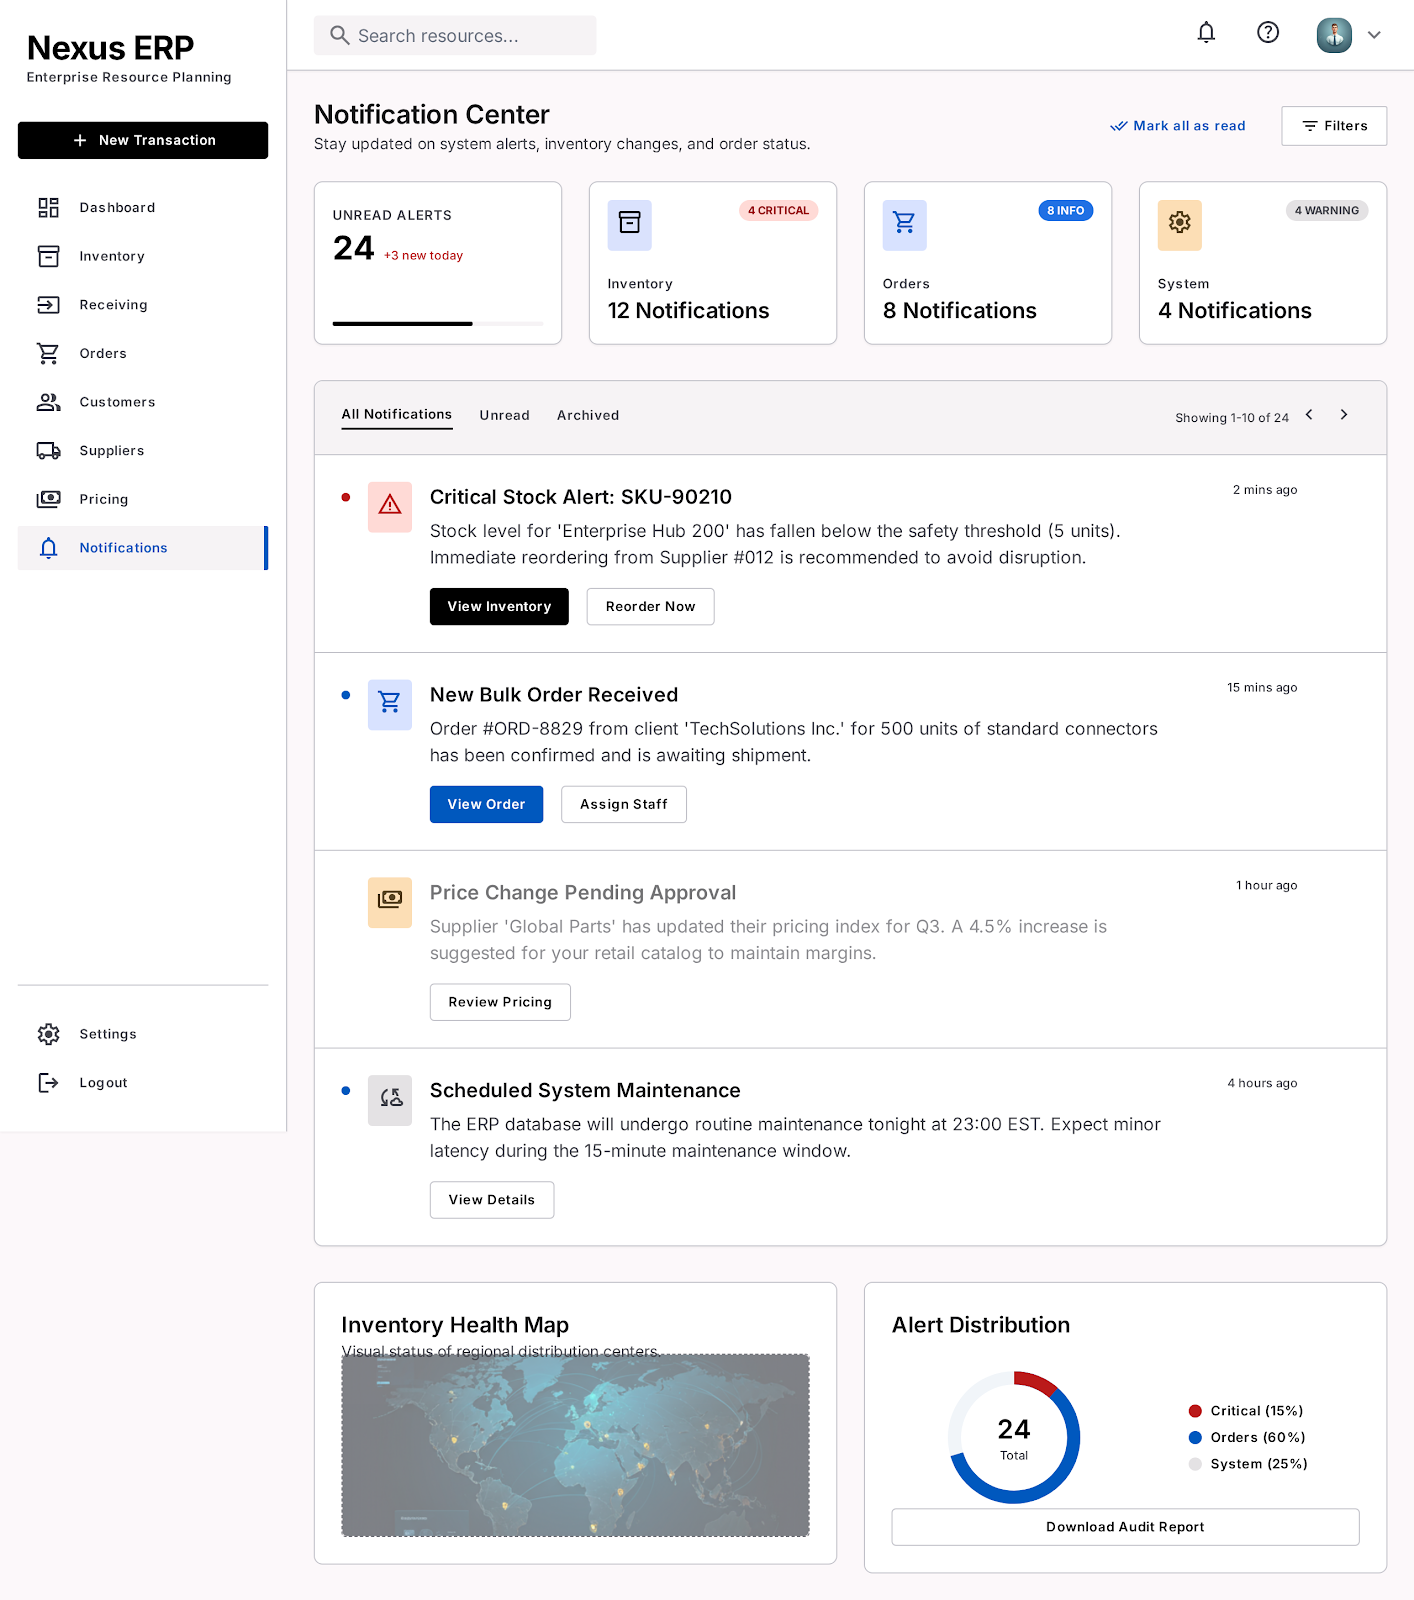 Nexus ERP
Enterprise Resource Planning
New Transaction
Dashboard
Inventory
Receiving
Orders
Customers
Suppliers
Pricing
Notifications
Settings
Logout
Search resources...
Notification Center
Stay updated on system alerts, inventory changes, and order status.
Mark all as read
Filters
UNREAD ALERTS
24 +3 new today
4 CRITICAL
Inventory
12 Notifications
8 INFO
Orders
8 Notifications
4 WARNING
System
4 Notifications
All Notifications
Unread
Archived
Showing 1-10 of 24
Critical Stock Alert: SKU-90210
2 mins ago
Stock level for 'Enterprise Hub 200' has fallen below the safety threshold (5 units).
Immediate reordering from Supplier #012 is recommended to avoid disruption.
View Inventory
Reorder Now
New Bulk Order Received
15 mins ago
Order #ORD-8829 from client 'TechSolutions Inc.' for 500 units of standard connectors
has been confirmed and is awaiting shipment.
View Order
Assign Staff
Price Change Pending Approval
1 hour ago
Supplier 'Global Parts' has updated their pricing index for Q3. A 4.5% increase is
suggested for your retail catalog to maintain margins.
Review Pricing
Scheduled System Maintenance
4 hours ago
The ERP database will undergo routine maintenance tonight at 23:00 EST. Expect minor
latency during the 15-minute maintenance window.
View Details
Inventory Health Map
Visual status of regional distribution centers.
Alert Distribution
24
Total
Critical (15%)
Orders (60%)
System (25%)
Download Audit Report